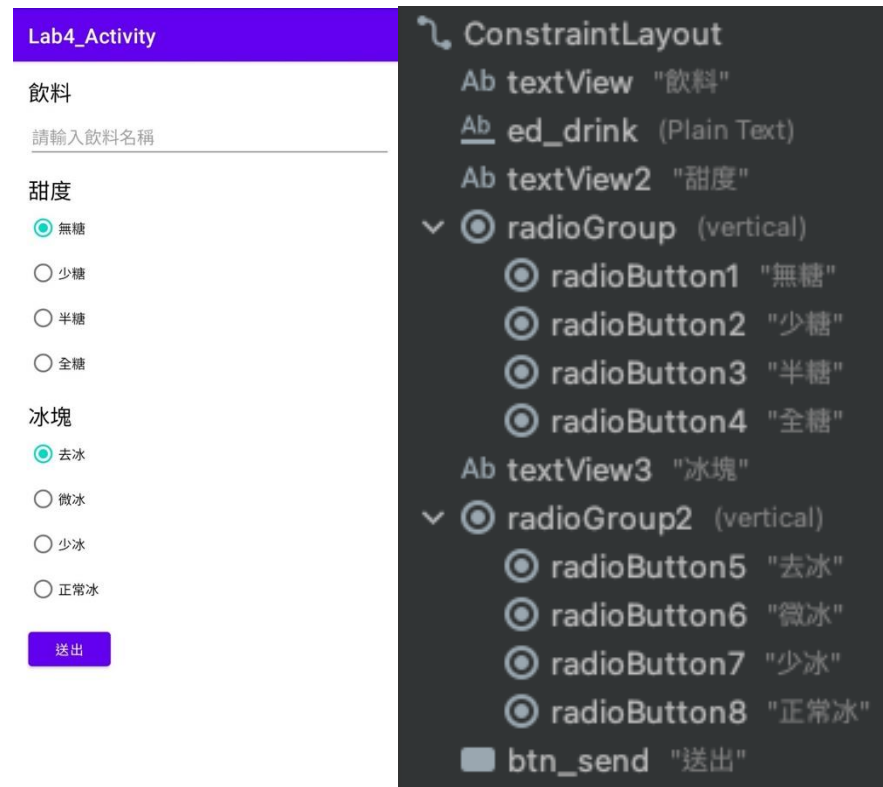 Lab4_Activity
飲料
請輸入飲料名稱
甜度
無糖
少糖
半糖
全糖
冰塊
去冰
微冰
少冰
正常冰
送出
ConstraintLayout
Ab textView "飲料"
Ab ed_drink (Plain Text)
Ab textView2 "甜度"
radioGroup (vertical)
radioButton1 "無糖"
radioButton2 "少糖"
radioButton3 "半糖"
radioButton4 "全糖"
Ab textView3 "冰塊"
radioGroup2 (vertical)
radioButton5 "去冰"
radioButton6 "微冰"
radioButton7 "少冰"
radioButton8 "正常冰"
btn_send "送出"